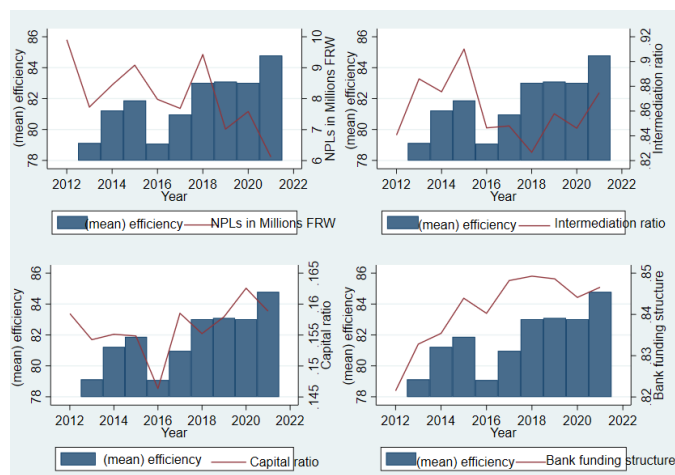 86
84
82
80
78
(mean) efficiency
10
9
8
7
6
NPLs in Millions FRW
2012 2014 2016 2018 2020 2022
Year
(mean) efficiency NPLs in Millions FRW
86
84
82
80
78
(mean) efficiency
.92
.9
.88
.86
.84
.82
Intermediation ratio
2012 2014 2016 2018 2020 2022
Year
(mean) efficiency Intermediation ratio
86
84
82
80
78
(mean) efficiency
.165
.16
.155
.15
.145
Capital ratio
2012 2014 2016 2018 2020 2022
Year
(mean) efficiency Capital ratio
86
84
82
80
78
(mean) efficiency
.85
.84
.83
.82
Bank funding structure
2012 2014 2016 2018 2020 2022
Year
(mean) efficiency Bank funding structure